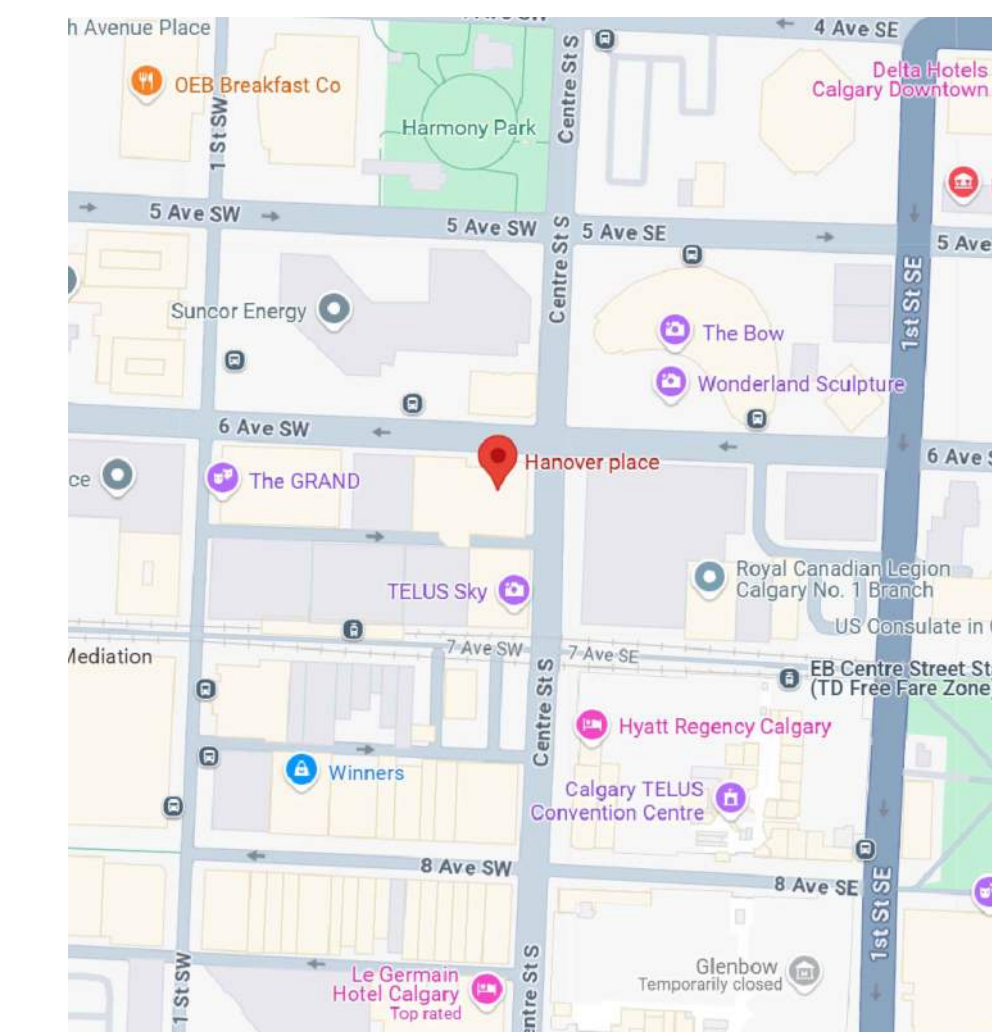 h Avenue Place
4 Ave SE
OEB Breakfast Co
Delta Hotels
Calgary Downtown
Centre St S
1 St SW
Harmony Park
5 Ave SW
5 Ave SW
5 Ave SE
5 Ave
Centre St S
1st St SE
Suncor Energy
The Bow
Wonderland Sculpture
6 Ave SW
6 Ave S
Hanover place
ce
The GRAND
Royal Canadian Legion
Calgary No. 1 Branch
TELUS Sky
US Consulate in
7 Ave SW
7 Ave SE
Mediation
EB Centre Street St
(TD Free Fare Zone
Centre St S
Hyatt Regency Calgary
Winners
Calgary TELUS
Convention Centre
8 Ave SW
8 Ave SE
1st St SE
1 St SW
Le Germain
Hotel Calgary
Top rated
entre St S
Glenbow
Temporarily closed